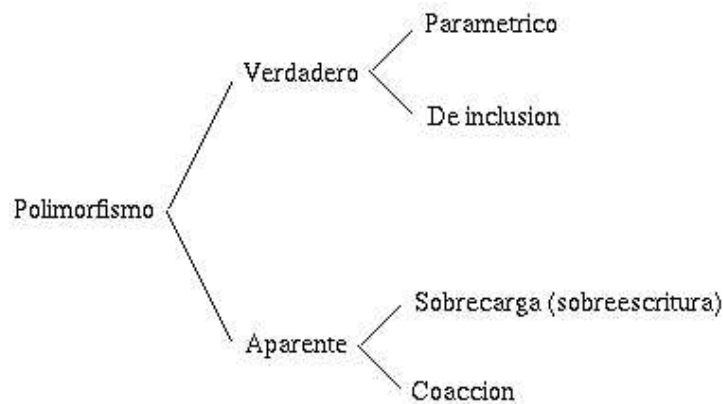 Parametrico
Verdadero
De inclusion
Polimorfismo
Sobrecarga (sobreescritura)
Aparente
Coaccion